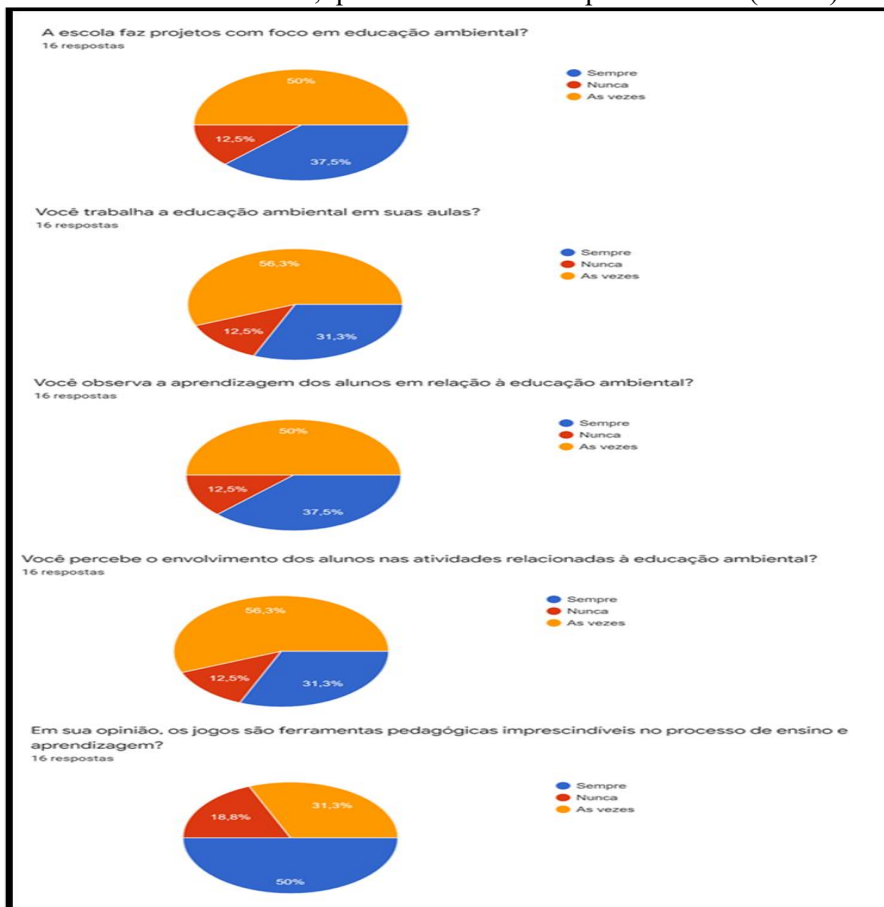 A escola faz projetos com foco em educação ambiental?
16 respostas
50%
12,5%
37,5%
Sempre
Nunca
As vezes
Você trabalha a educação ambiental em suas aulas?
16 respostas
56,3%
12,5%
31,3%
Sempre
Nunca
As vezes
Você observa a aprendizagem dos alunos em relação à educação ambiental?
16 respostas
50%
12,5%
37,5%
Sempre
Nunca
As vezes
Você percebe o envolvimento dos alunos nas atividades relacionadas à educação ambiental?
16 respostas
56,3%
12,5%
31,3%
Sempre
Nunca
As vezes
Em sua opinião, os jogos são ferramentas pedagógicas imprescindíveis no processo de ensino e
aprendizagem?
16 respostas
18,8%
31,3%
50%
Sempre
Nunca
As vezes